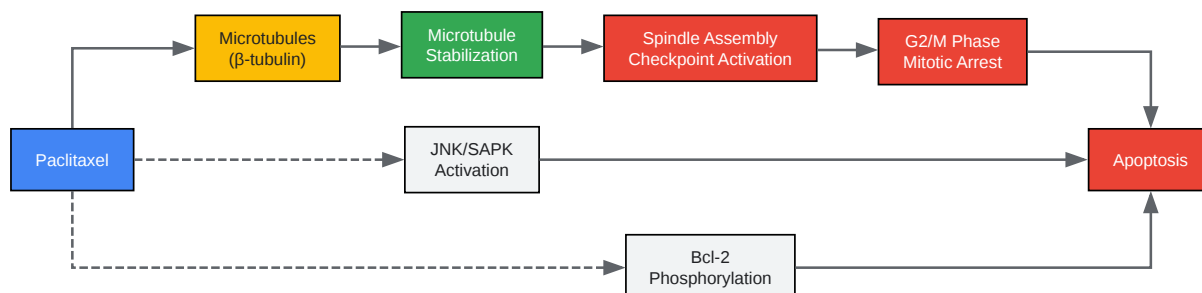 Microtubules
(β-tubulin)
Microtubule
Stabilization
Spindle Assembly
Checkpoint Activation
G2/M Phase
Mitotic Arrest
Paclitaxel
JNK/SAPK
Activation
Apoptosis
Bcl-2
Phosphorylation